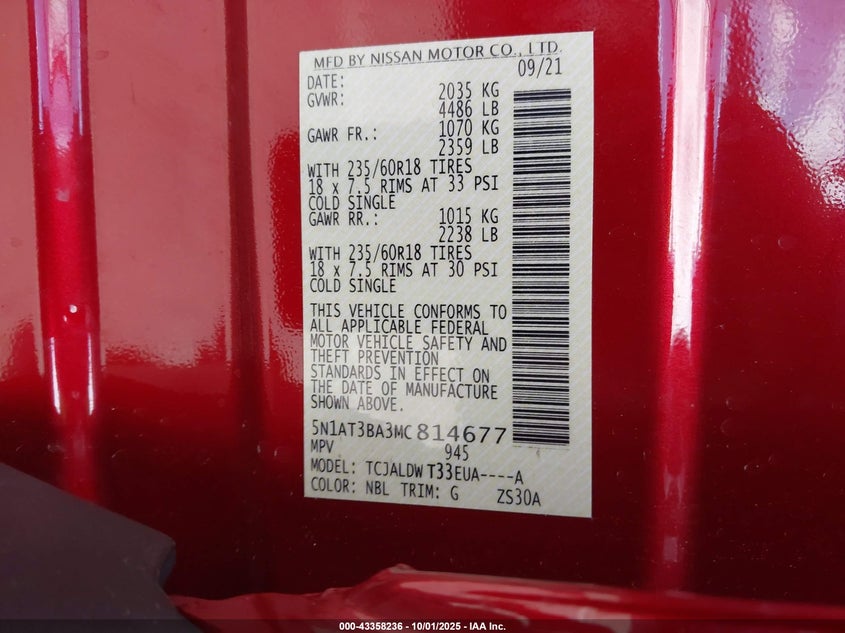 MFD BY NISSAN MOTOR CO., LTD.
DATE: 09/21
GVWR: 2035 KG
4486 LB
GAWR FR.: 1070 KG
2359 LB
WITH 235/60R18 TIRES
18 x 7.5 RIMS AT 33 PSI
COLD SINGLE
GAWR RR.: 1015 KG
2238 LB
WITH 235/60R18 TIRES
18 x 7.5 RIMS AT 30 PSI
COLD SINGLE
THIS VEHICLE CONFORMS TO
ALL APPLICABLE FEDERAL
MOTOR VEHICLE SAFETY AND
THEFT PREVENTION
STANDARDS IN EFFECT ON
THE DATE OF MANUFACTURE
SHOWN ABOVE.
5N1AT3BA3MC814677
MPV 945
MODEL: TCJALDW T33EUA----A
COLOR: NBL TRIM: G ZS30A
000-43358236 - 10/01/2025 - IAA Inc.